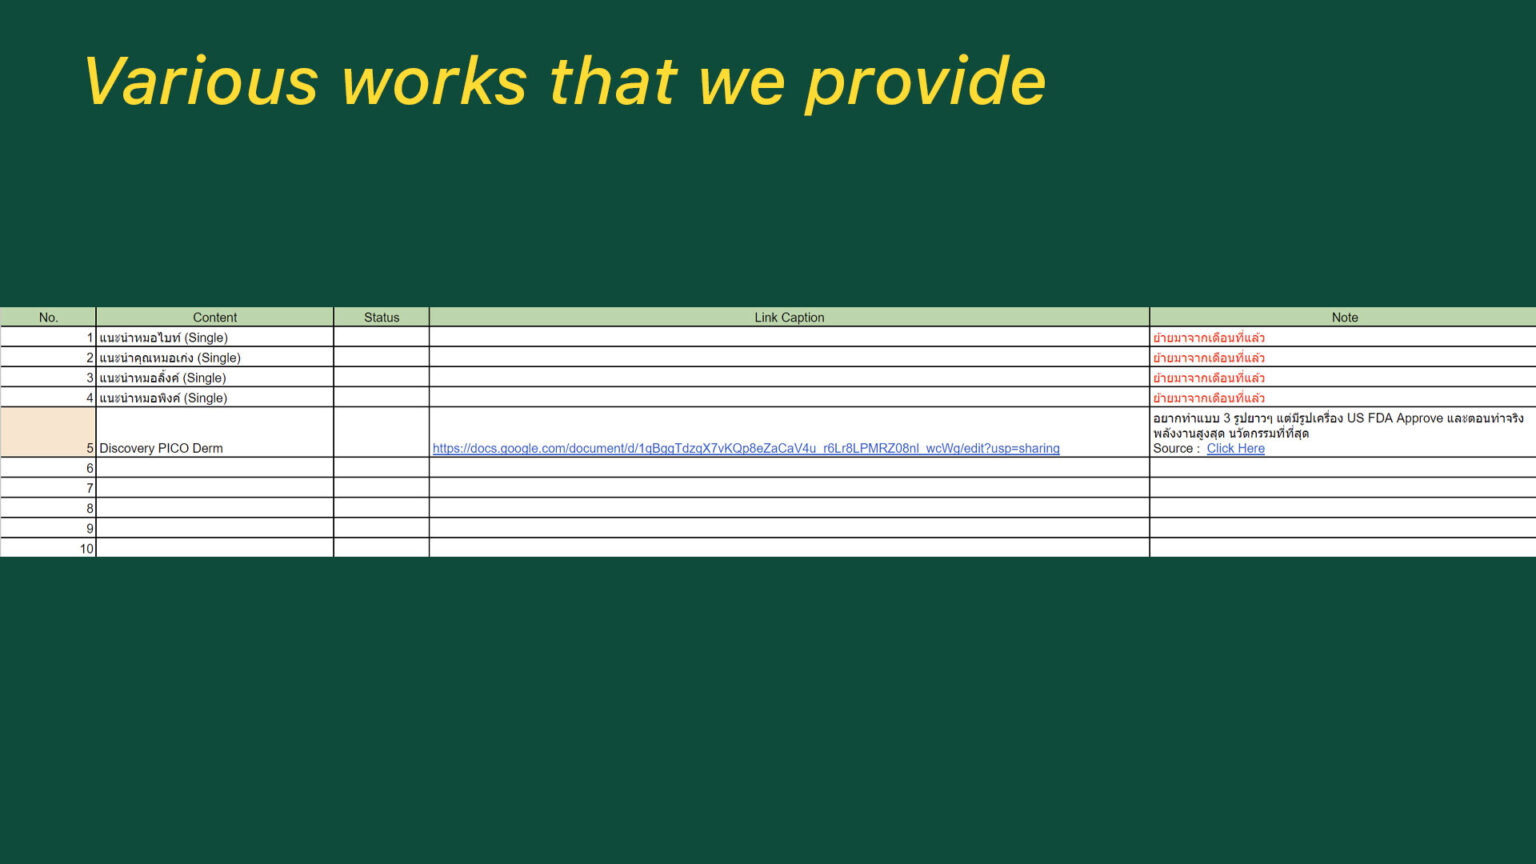 Various works that we provide
No. Content Status Link Caption Note
1 แนะนำหมอไบท์ (Single) ย้ายมาจากเดือนที่แล้ว
2 แนะนำคุณหมอเก่ง (Single) ย้ายมาจากเดือนที่แล้ว
3 แนะนำหมอลิ้งค์ (Single) ย้ายมาจากเดือนที่แล้ว
4 แนะนำหมอพิงค์ (Single) ย้ายมาจากเดือนที่แล้ว
อยากทำแบบ 3 รูปยาวๆ แต่มีรูปเครื่อง US FDA Approve และตอนทำจริง
พลังงานสูงสุด นวัตกรรมที่ที่สุด
5 Discovery PICO Derm https://docs.google.com/document/d/1qBggTdzqX7vKQp8eZaCaV4u_r6Lr8LPMRZ08nl_wcWg/edit?usp=sharing Source : Click Here
6
7
8
9
10